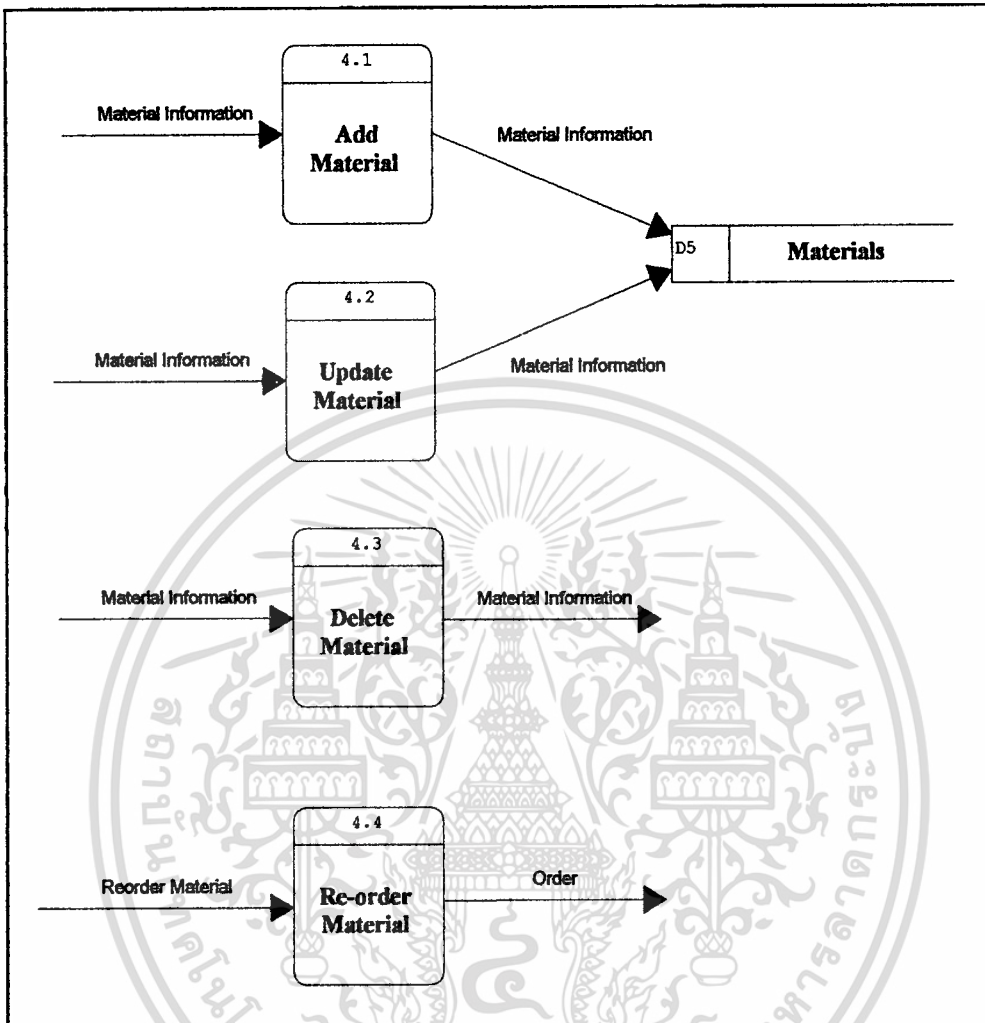 4.1
Material Information
Add
Material
Material Information
D5
Materials
4.2
Material Information
Update
Material
Material Information
4.3
Material Information
Delete
Material
Material Information
4.4
Reorder Material
Re-order
Material
Order